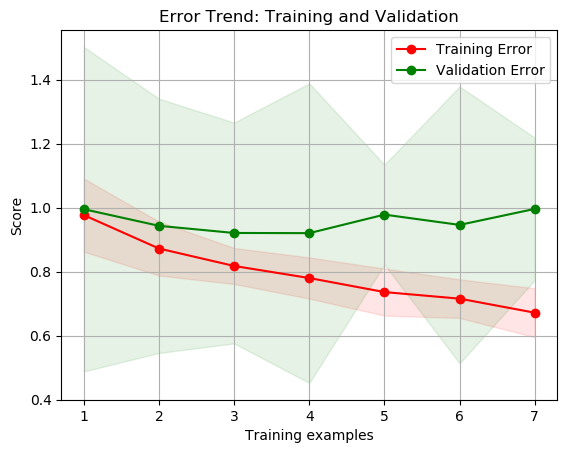 Error Trend: Training and Validation
Training Error
Validation Error
1.4
1.2
1.0
0.8
0.6
0.4
Score
1 2 3 4 5 6 7
Training examples